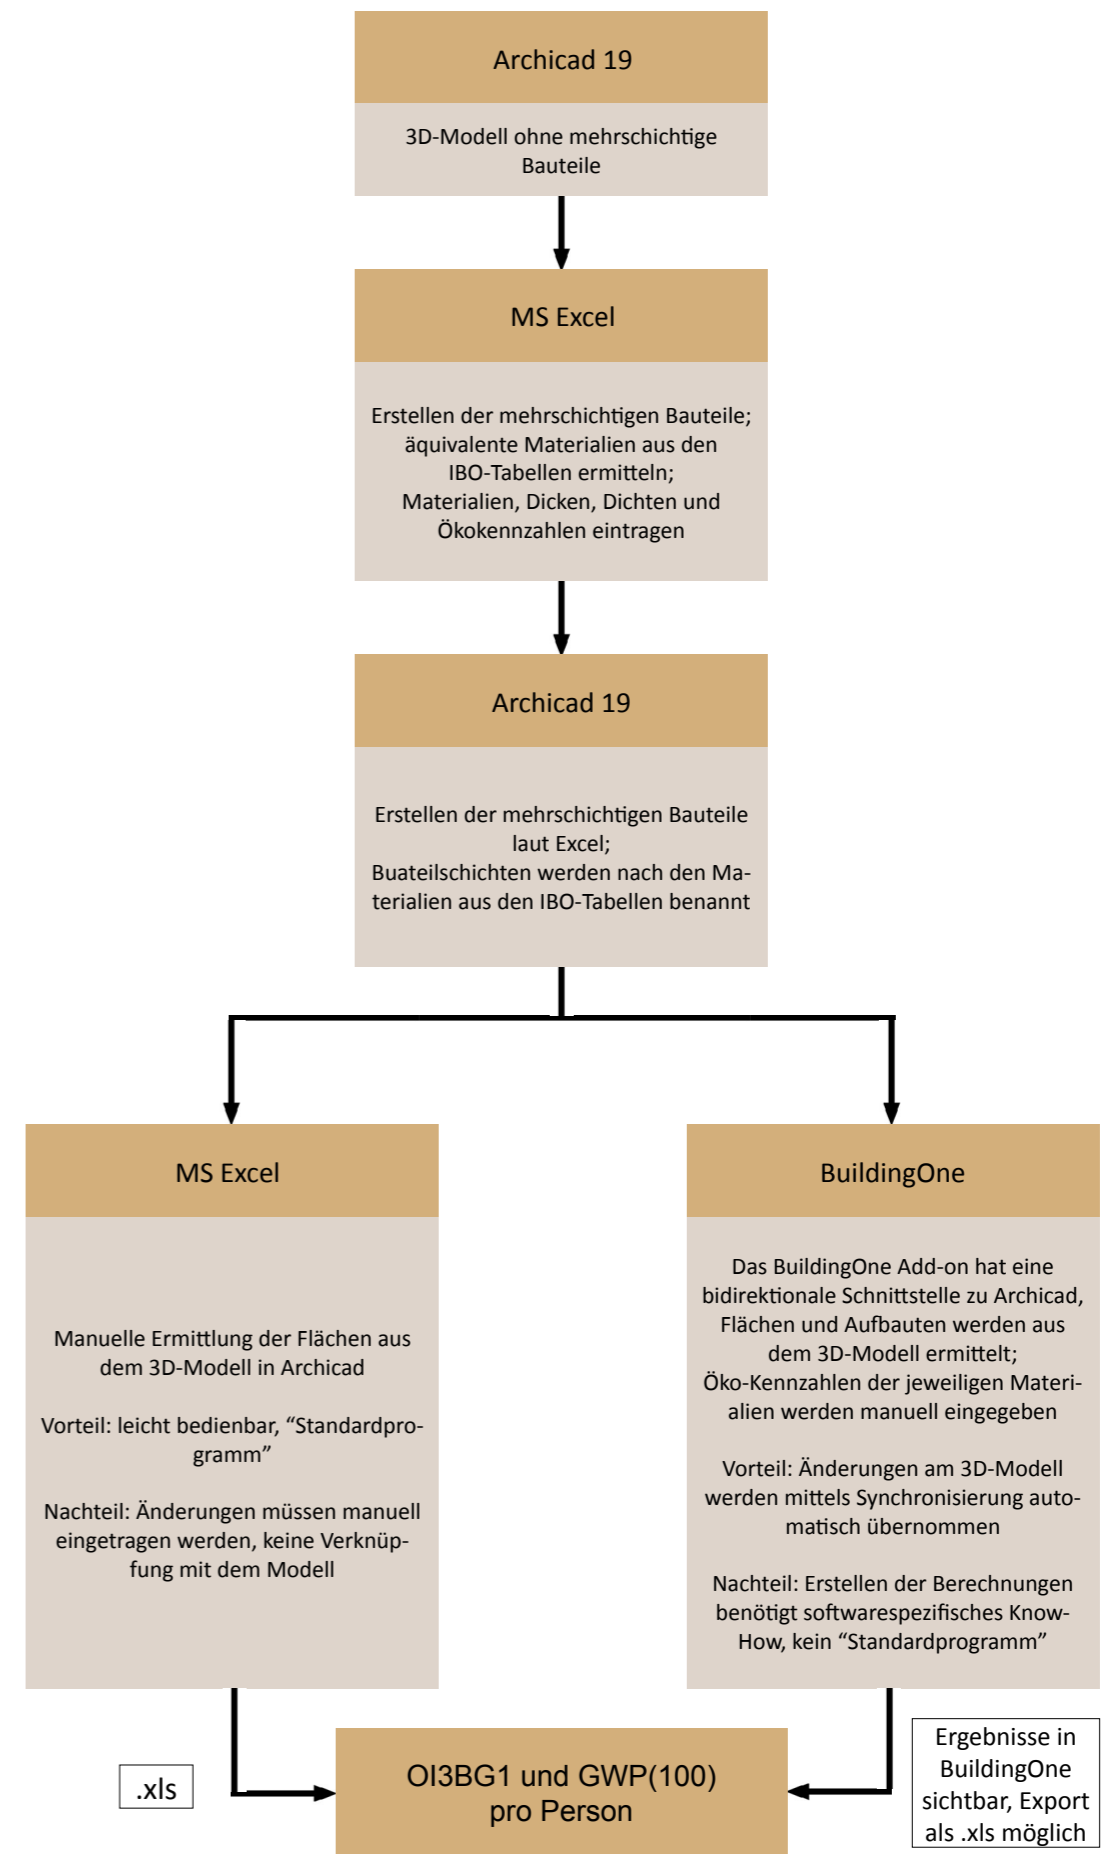 Archicad 19
3D-Modell ohne mehrschichtige
Bauteile
MS Excel
Erstellen der mehrschichtigen Bauteile;
äquivalente Materialien aus den
IBO-Tabellen ermitteln;
Materialien, Dicken, Dichten und
Ökokennzahlen eintragen
Archicad 19
Erstellen der mehrschichtigen Bauteile
laut Excel;
Buateilschichten werden nach den Ma-
terialien aus den IBO-Tabellen benannt
MS Excel
Manuelle Ermittlung der Flächen aus
dem 3D-Modell in Archicad
Vorteil: leicht bedienbar, “Standardpro-
gramm”
Nachteil: Änderungen müssen manuell
eingetragen werden, keine Verknüp-
fung mit dem Modell
BuildingOne
Das BuildingOne Add-on hat eine
bidirektionale Schnittstelle zu Archicad,
Flächen und Aufbauten werden aus
dem 3D-Modell ermittelt;
Öko-Kennzahlen der jeweiligen Materi-
alien werden manuell eingegeben
Vorteil: Änderungen am 3D-Modell
werden mittels Synchronisierung auto-
matisch übernommen
Nachteil: Erstellen der Berechnungen
benötigt softwarespezifisches Know-
How, kein “Standardprogramm”
.xls
OI3BG1 und GWP(100)
pro Person
Ergebnisse in
BuildingOne
sichtbar, Export
als .xls möglich